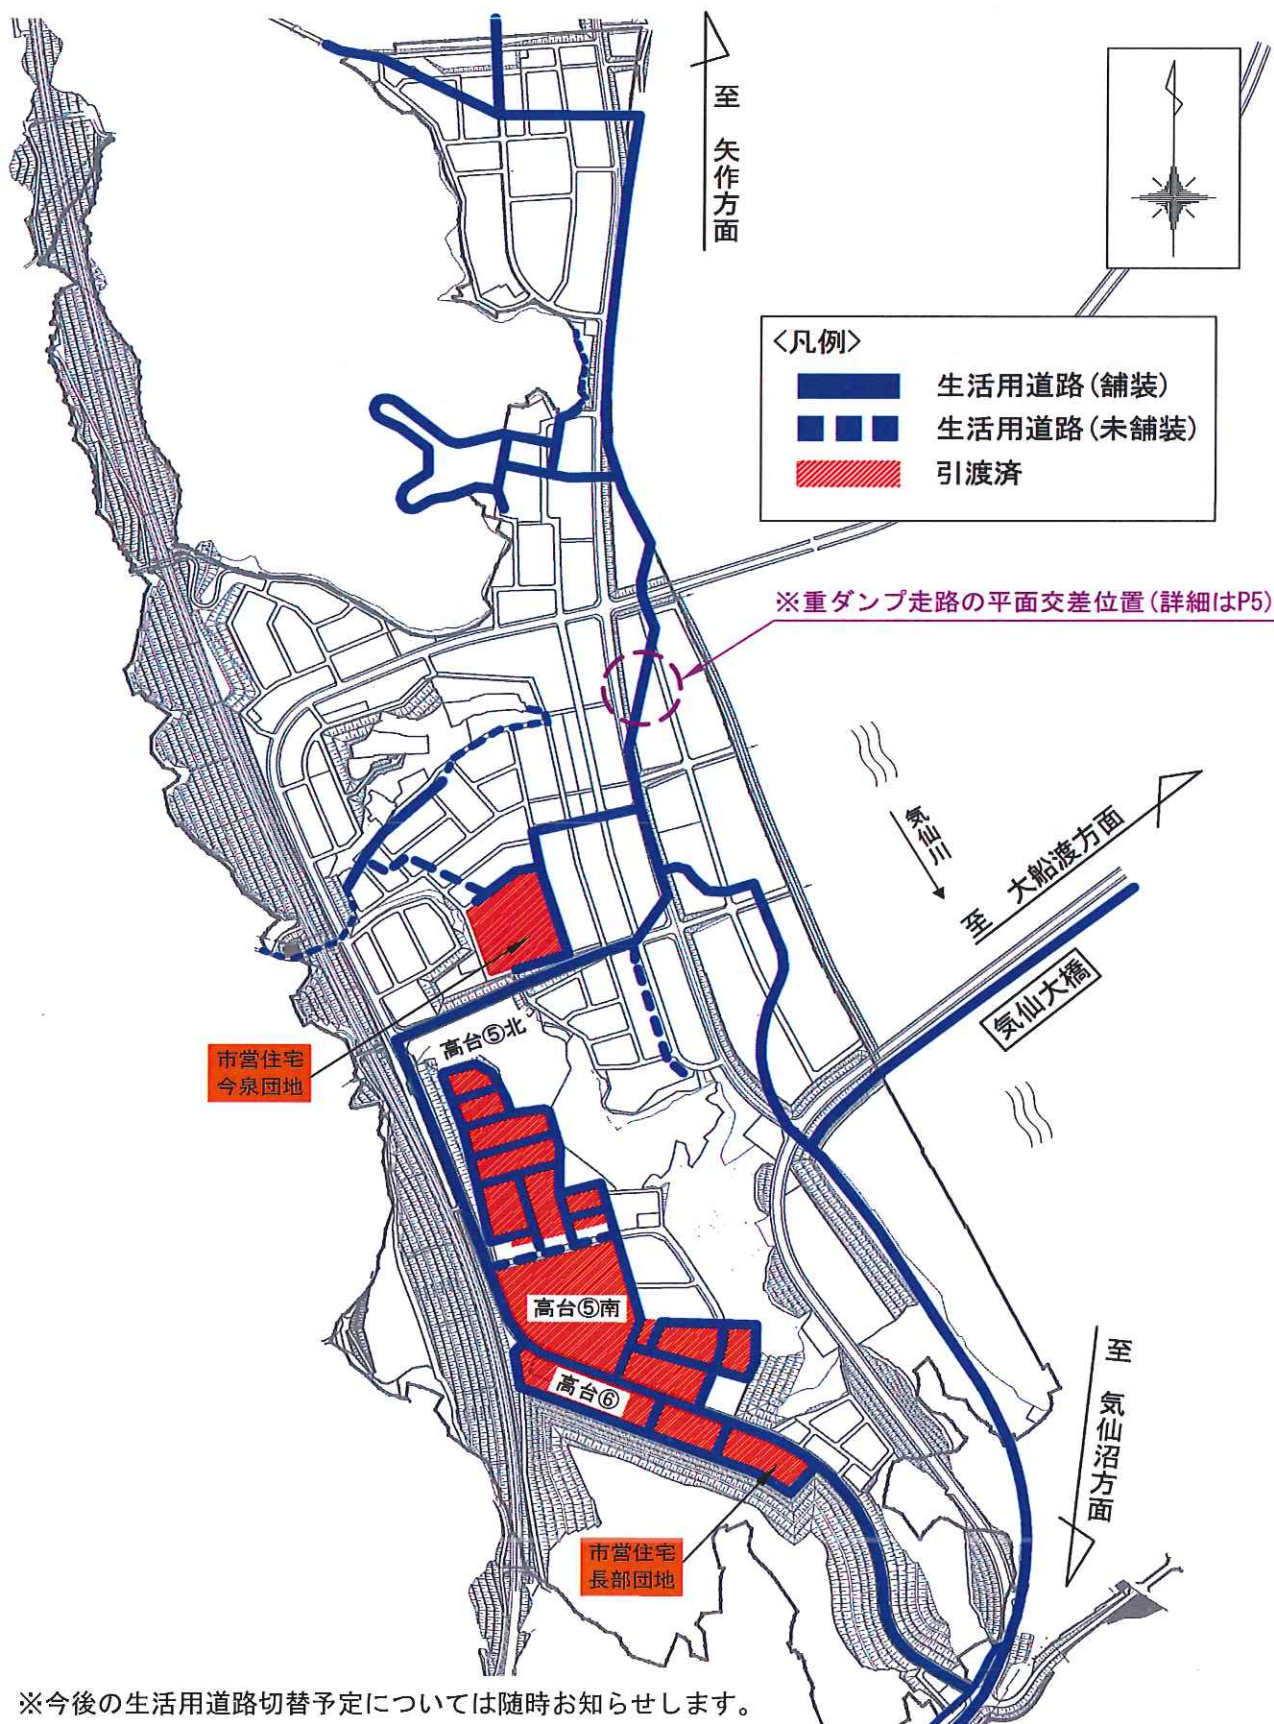 至 矢作方面
<凡例>
生活用道路(舗装)
生活用道路(未舗装)
引渡済
※重ダンプ走路の平面交差位置(詳細はP5)
気仙川
至 大船渡方面
気仙大橋
高台⑤北
市営住宅
今泉団地
高台⑤南
高台⑥
至 気仙沼方面
市営住宅
長部団地
※今後の生活用道路切替予定については随時お知らせします。